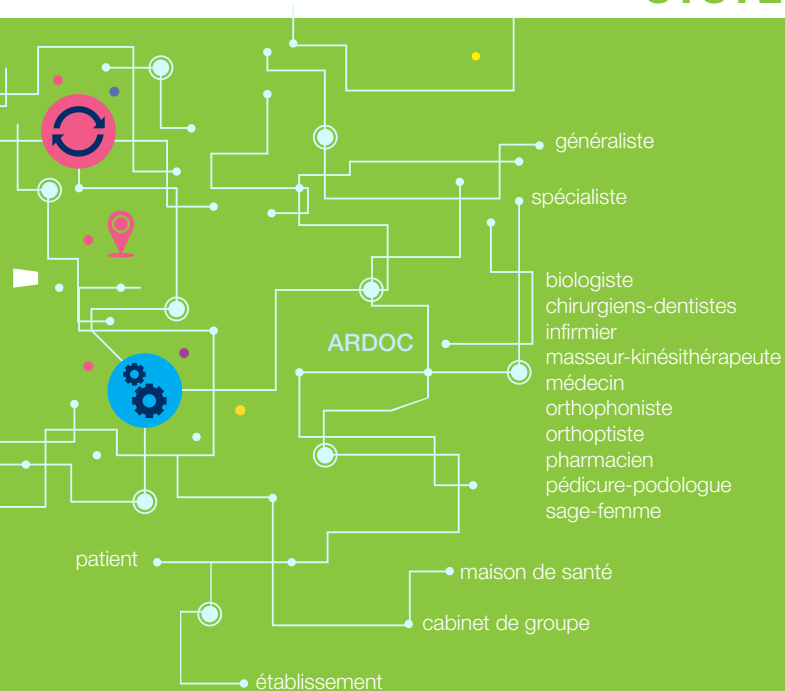 généraliste
spécialiste
biologiste
chirurgiens-dentistes
infirmier
ARDOC
masseur-kinésithérapeute
médecin
orthophoniste
orthoptiste
pharmacien
pédicure-podologue
sage-femme
patient
maison de santé
cabinet de groupe
établissement